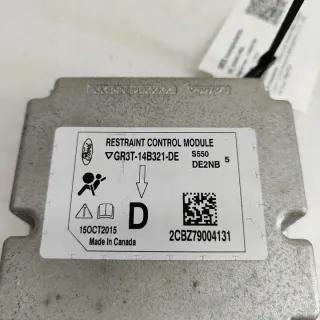 RESTRAINT CONTROL MODULE
▽GR3T-14B321-DE S550
DE2NB 5
D
15OCT2015
Made In Canada
2CBZ79004131